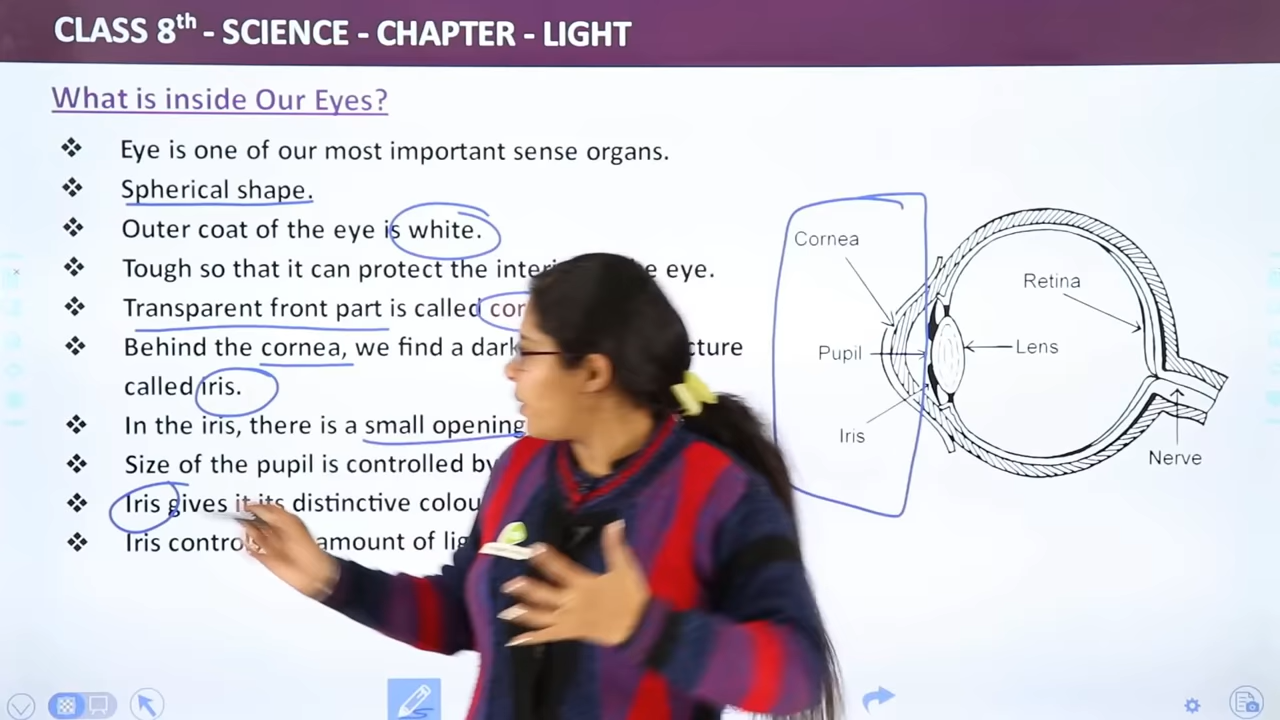 CLASS 8th - SCIENCE - CHAPTER - LIGHT
What is inside Our Eyes?
Eye is one of our most important sense organs.
Spherical shape.
Outer coat of the eye is white.
Tough so that it can protect the eye.
Transparent front part is called
Behind the cornea, we find a
called iris.
In the iris, there is a small opening
Size of the pupil is controlled by
Iris gives it its distinctive
Iris amount of
Cornea
Retina
Pupil
Lens
Iris
Nerve